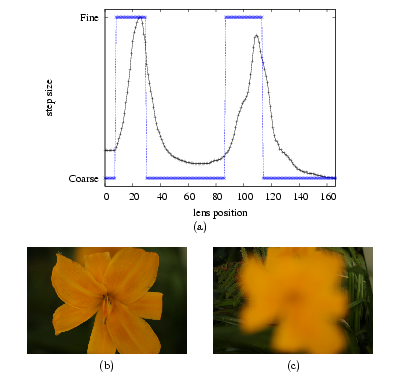 Fine
step size
Coarse
0 20 40 60 80 100 120 140 160
lens position
(a)
(b) (c)